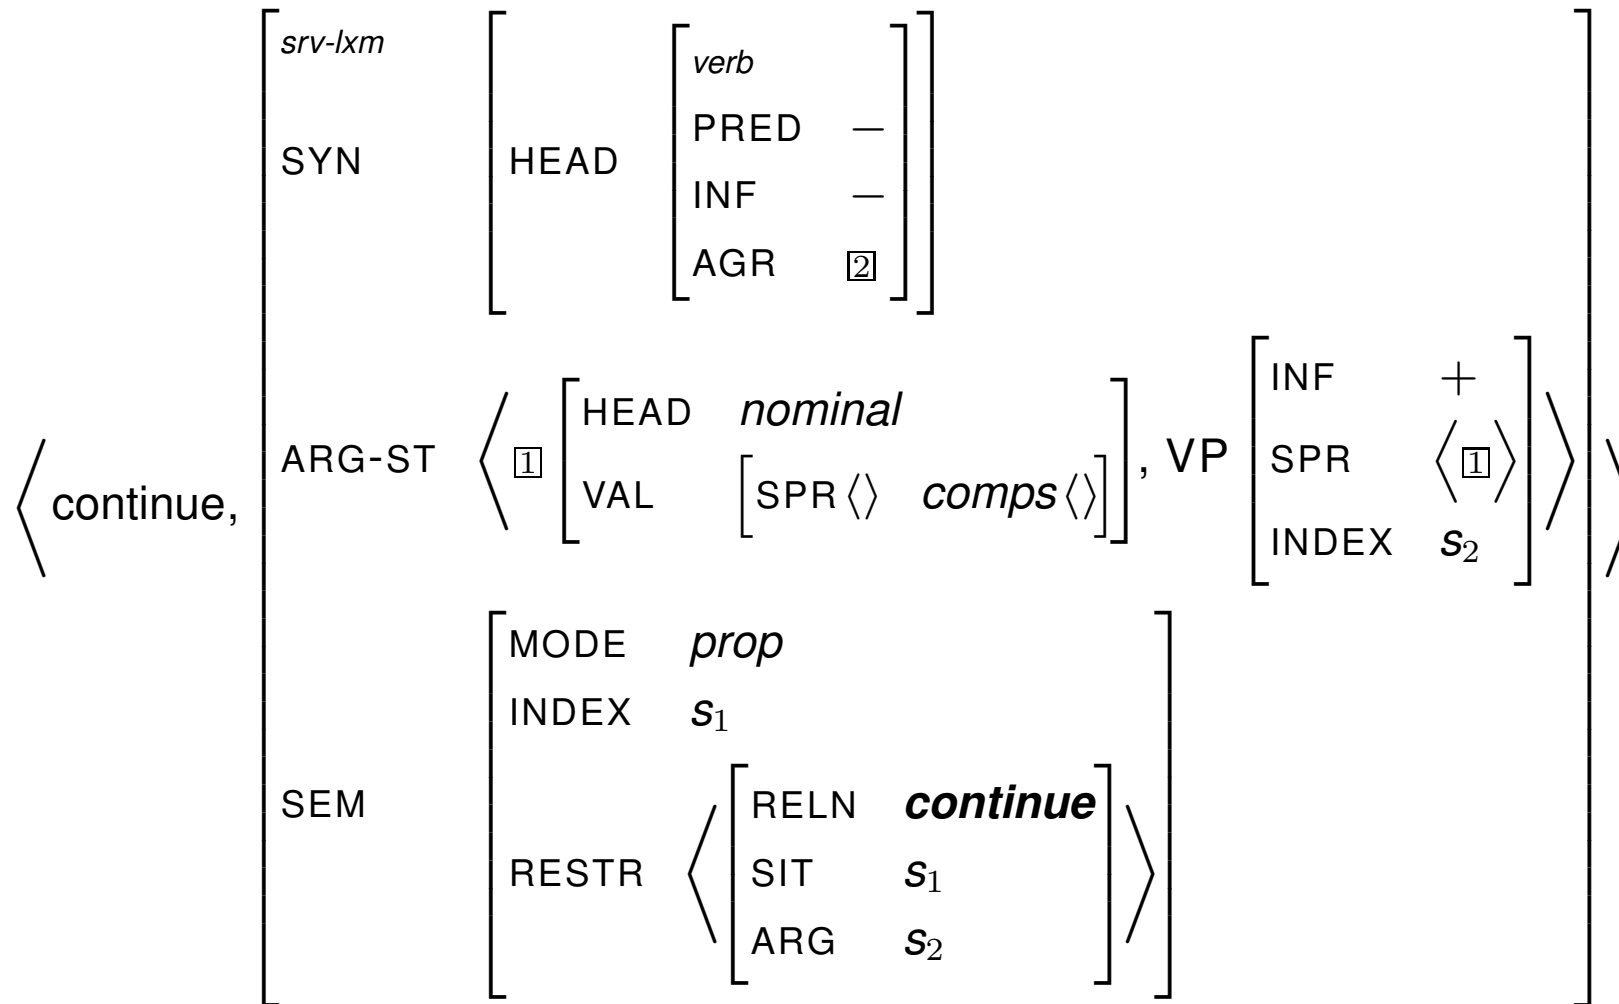 srv-lxm
verb
PRED −
SYN HEAD INF −
AGR 2
⟨ continue, ARG-ST ⟨ 1 HEAD nominal
VAL [SPR ⟨⟩ comps ⟨⟩] , VP INF +
SPR ⟨ 1 ⟩
INDEX s₂ ⟩ ⟩
MODE prop
INDEX s₁
SEM RESTR ⟨ RELN continue
SIT s₁
ARG s₂ ⟩